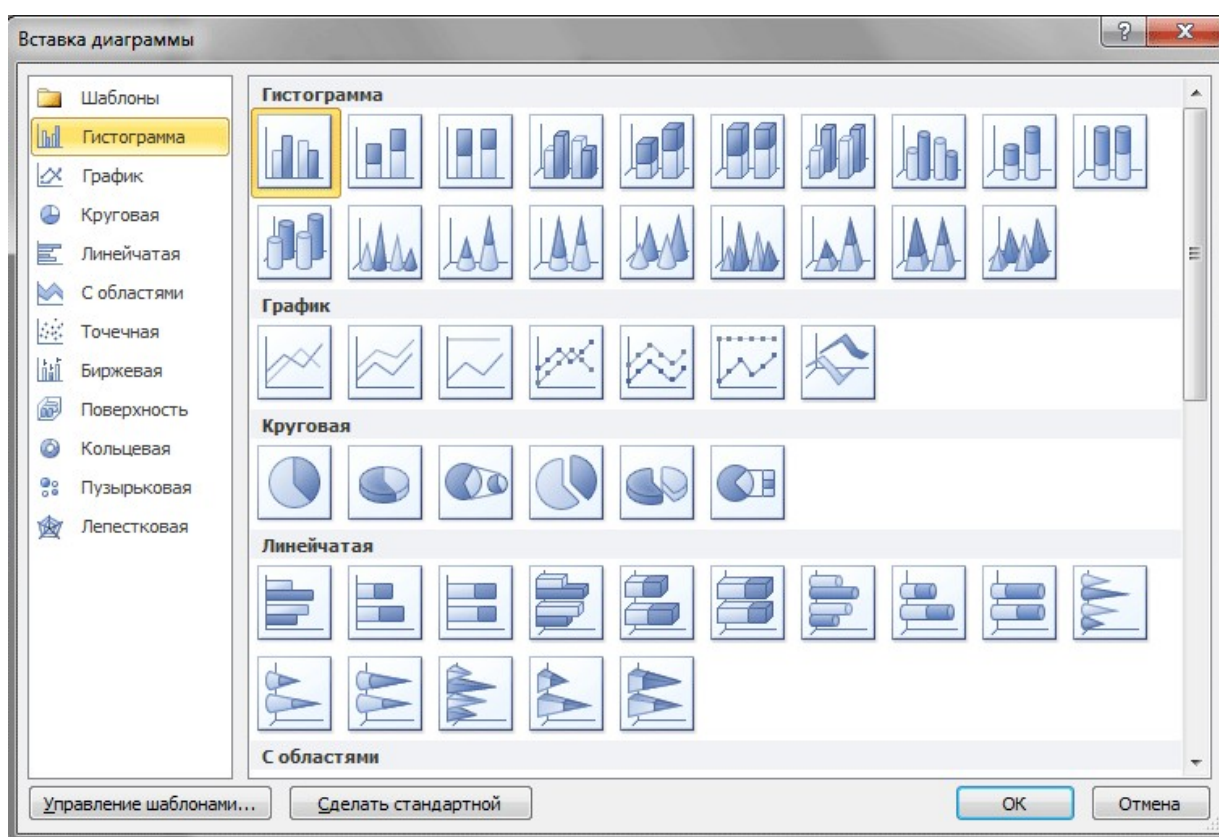 Вставка диаграммы
Шаблоны
Гистограмма
График
Круговая
Линейчатая
С областями
Точечная
Биржевая
Поверхность
Кольцевая
Пузырьковая
Лепестковая
Гистограмма
График
Круговая
Линейчатая
С областями
Управление шаблонами...
Сделать стандартной
ОК
Отмена